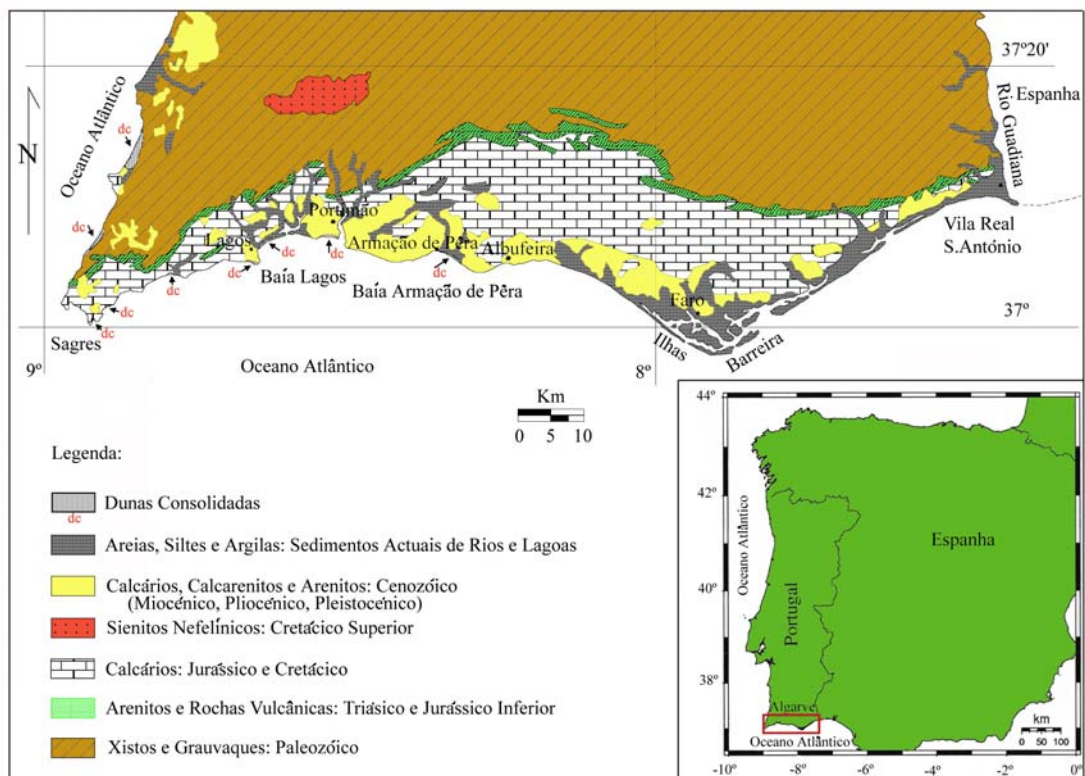 37º20'
Espanha
Rio Guadiana
Oceano Atlântico
dc
N
dc
Portimão
Lagos
dc
dc
dc
Armação de Pêra
dc
Albufeira
Vila Real
S.António
Baía Lagos
dc
dc
Baía Armação de Pêra
Faro
37º
dc
dc
Sagres
Ilhas
Barreira
9º
Oceano Atlântico
8º
Km
0 5 10
Legenda:
Dunas Consolidadas
dc
Areias, Siltes e Argilas: Sedimentos Actuais de Rios e Lagoas
Calcários, Calcarenitos e Arenitos: Cenozóico
(Miocénico, Pliocénico, Pleistocénico)
Sienitos Nefelínicos: Cretácico Superior
Calcários: Jurássico e Cretácico
Arenitos e Rochas Vulcânicas: Triásico e Jurássico Inferior
Xistos e Grauvaques: Paleozóico
44º
42º
40º
38º
Oceano Atlântico
Portugal
Espanha
Algarve
Oceano Atlântico
km
0 50 100
-10º -8º -6º -4º -2º 0º